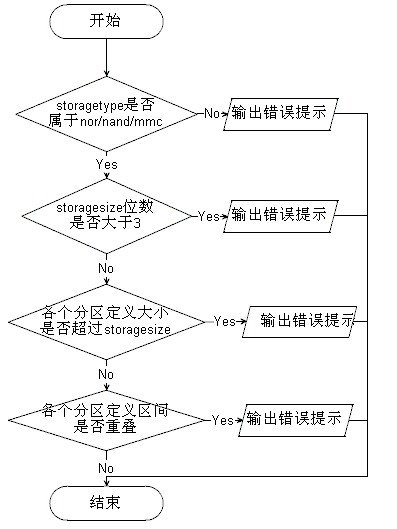 开始
storagetype是否
属于nor/nand/mmc
No
输出错误提示
Yes
storagesize位数
是否大于3
Yes
输出错误提示
No
各个分区定义大小
是否超过storagesize
Yes
输出错误提示
No
各个分区定义区间
是否重叠
Yes
输出错误提示
No
结束